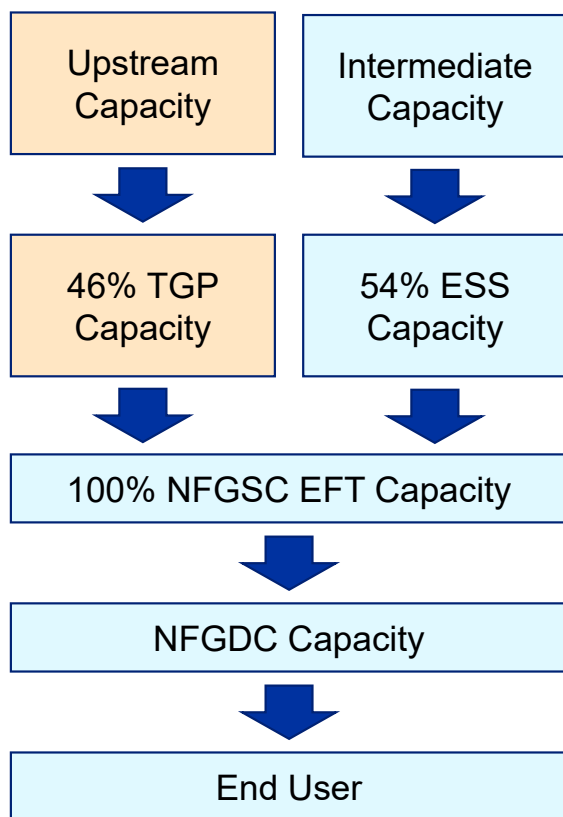 Upstream
Capacity
Intermediate
Capacity
46% TGP
Capacity
54% ESS
Capacity
100% NFGSC EFT Capacity
NFGDC Capacity
End User